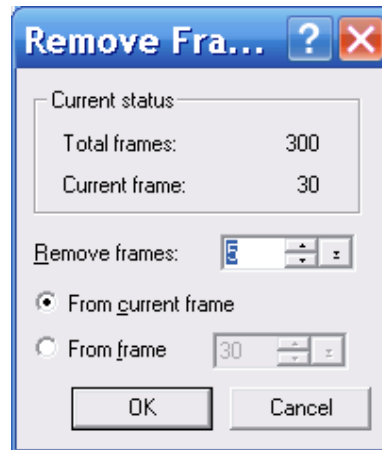 Remove Fra... ?
Current status
Total frames: 300
Current frame: 30
Remove frames: 5
From current frame
From frame 30
OK Cancel